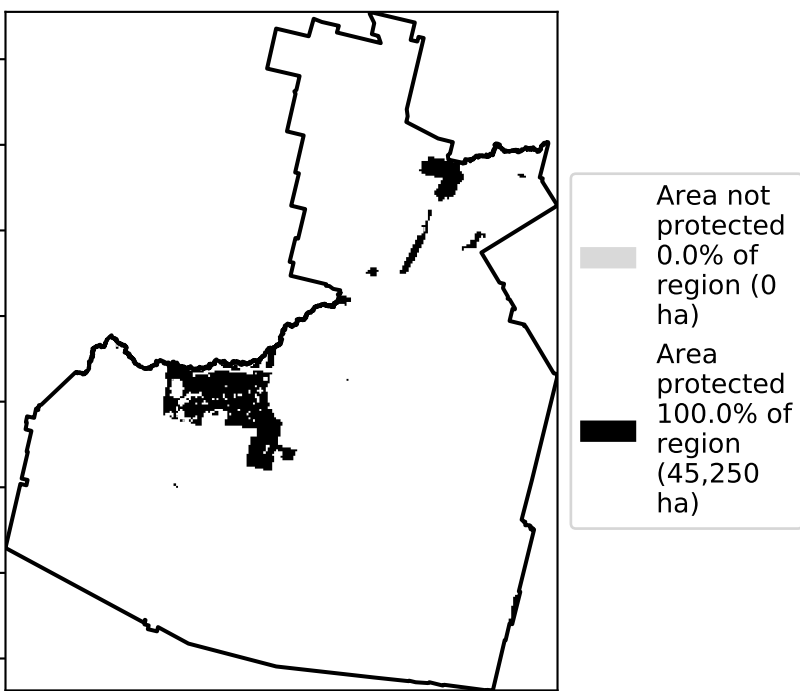 Area not
protected
0.0% of
region (0
ha)
Area
protected
100.0% of
region
(45,250
ha)